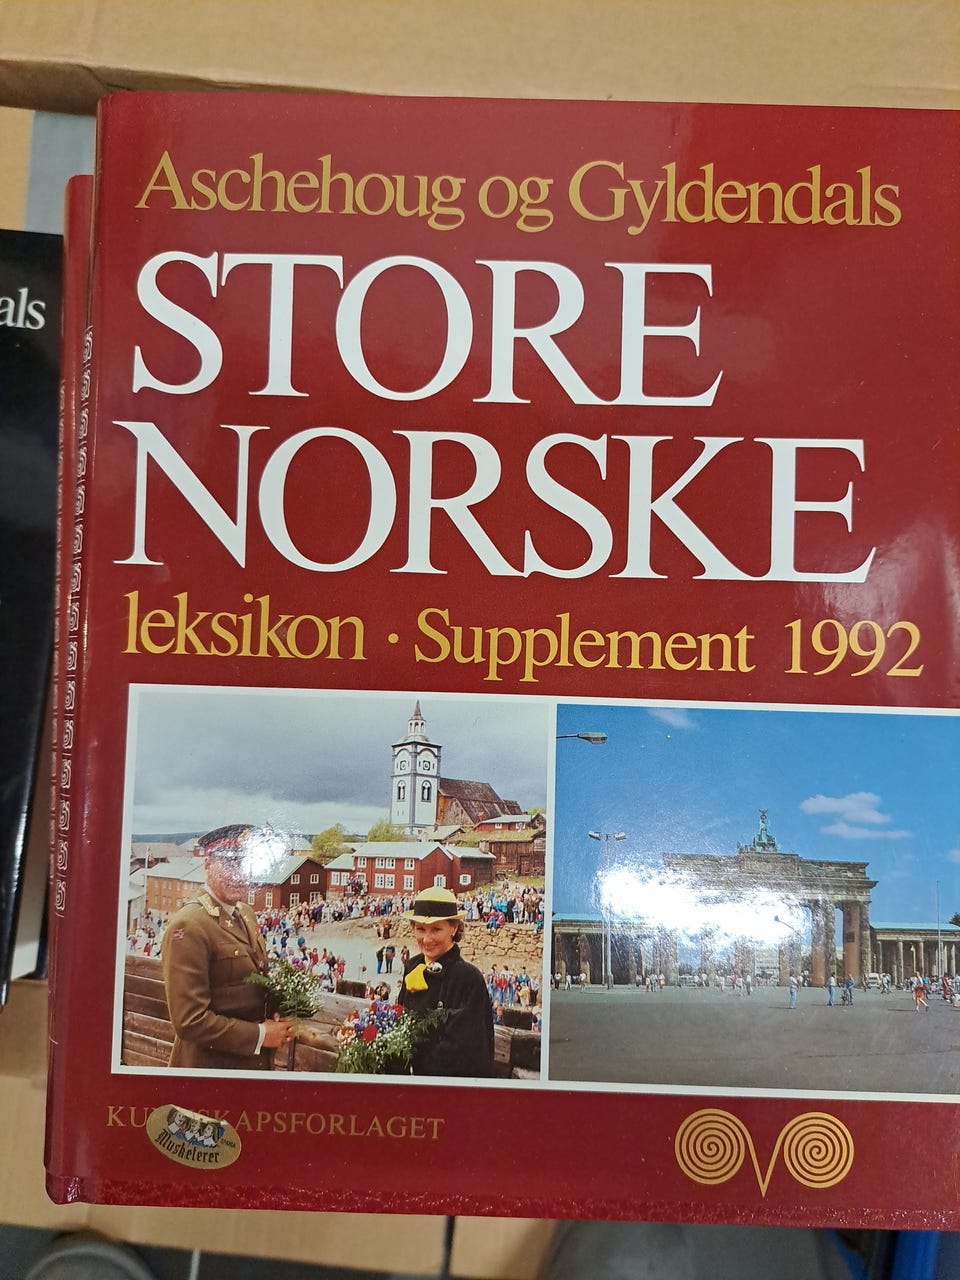 Aschehoug og Gyldendals
STORE
NORSKE
leksikon · Supplement 1992
als
Musketerer